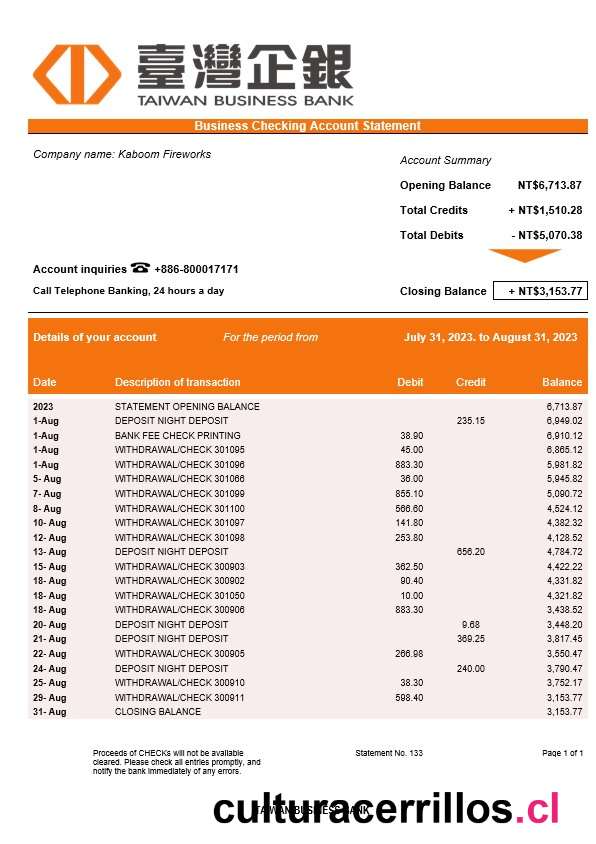 臺灣企銀
TAIWAN BUSINESS BANK
Business Checking Account Statement
Company name: Kaboom Fireworks
Account Summary
Opening Balance NT$6,713.87
Total Credits + NT$1,510.28
Total Debits - NT$5,070.38
Account inquiries ☎ +886-800017171
Call Telephone Banking, 24 hours a day
Closing Balance + NT$3,153.77
Details of your account For the period from July 31, 2023. to August 31, 2023
Date Description of transaction Debit Credit Balance
2023 STATEMENT OPENING BALANCE 6,713.87
1-Aug DEPOSIT NIGHT DEPOSIT 235.15 6,949.02
1-Aug BANK FEE CHECK PRINTING 38.90 6,910.12
1-Aug WITHDRAWAL/CHECK 301095 45.00 6,865.12
1-Aug WITHDRAWAL/CHECK 301096 883.30 5,981.82
5- Aug WITHDRAWAL/CHECK 301066 36.00 5,945.82
7- Aug WITHDRAWAL/CHECK 301099 855.10 5,090.72
8- Aug WITHDRAWAL/CHECK 301100 566.60 4,524.12
10- Aug WITHDRAWAL/CHECK 301097 141.80 4,382.32
12- Aug WITHDRAWAL/CHECK 301098 253.80 4,128.52
13- Aug DEPOSIT NIGHT DEPOSIT 656.20 4,784.72
15- Aug WITHDRAWAL/CHECK 300903 362.50 4,422.22
18- Aug WITHDRAWAL/CHECK 300902 90.40 4,331.82
18- Aug WITHDRAWAL/CHECK 301050 10.00 4,321.82
18- Aug WITHDRAWAL/CHECK 300906 883.30 3,438.52
20- Aug DEPOSIT NIGHT DEPOSIT 9.68 3,448.20
21- Aug DEPOSIT NIGHT DEPOSIT 369.25 3,817.45
22- Aug WITHDRAWAL/CHECK 300905 266.98 3,550.47
24- Aug DEPOSIT NIGHT DEPOSIT 240.00 3,790.47
25- Aug WITHDRAWAL/CHECK 300910 38.30 3,752.17
29- Aug WITHDRAWAL/CHECK 300911 598.40 3,153.77
31- Aug CLOSING BALANCE 3,153.77
Proceeds of CHECKs will not be available Statement No. 133 Page 1 of 1
cleared. Please check all entries promptly, and
notify the bank immediately of any errors.
TAIWAN BUSINESS BANK
culturacerrillos.cl